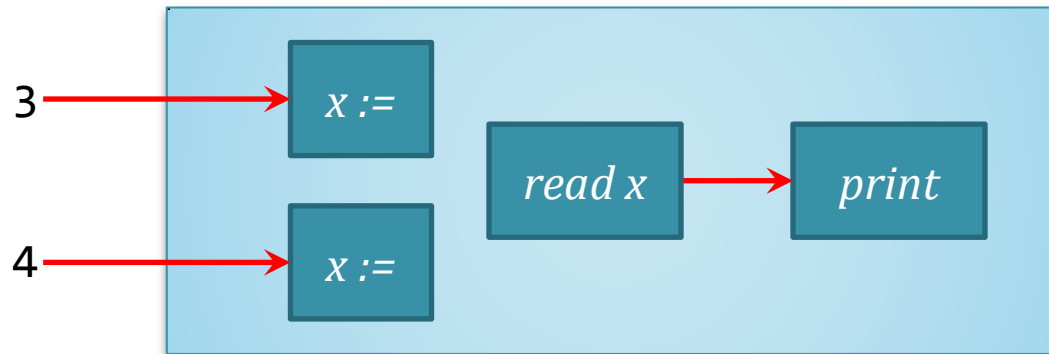 3
x :=
read x
print
4
x :=